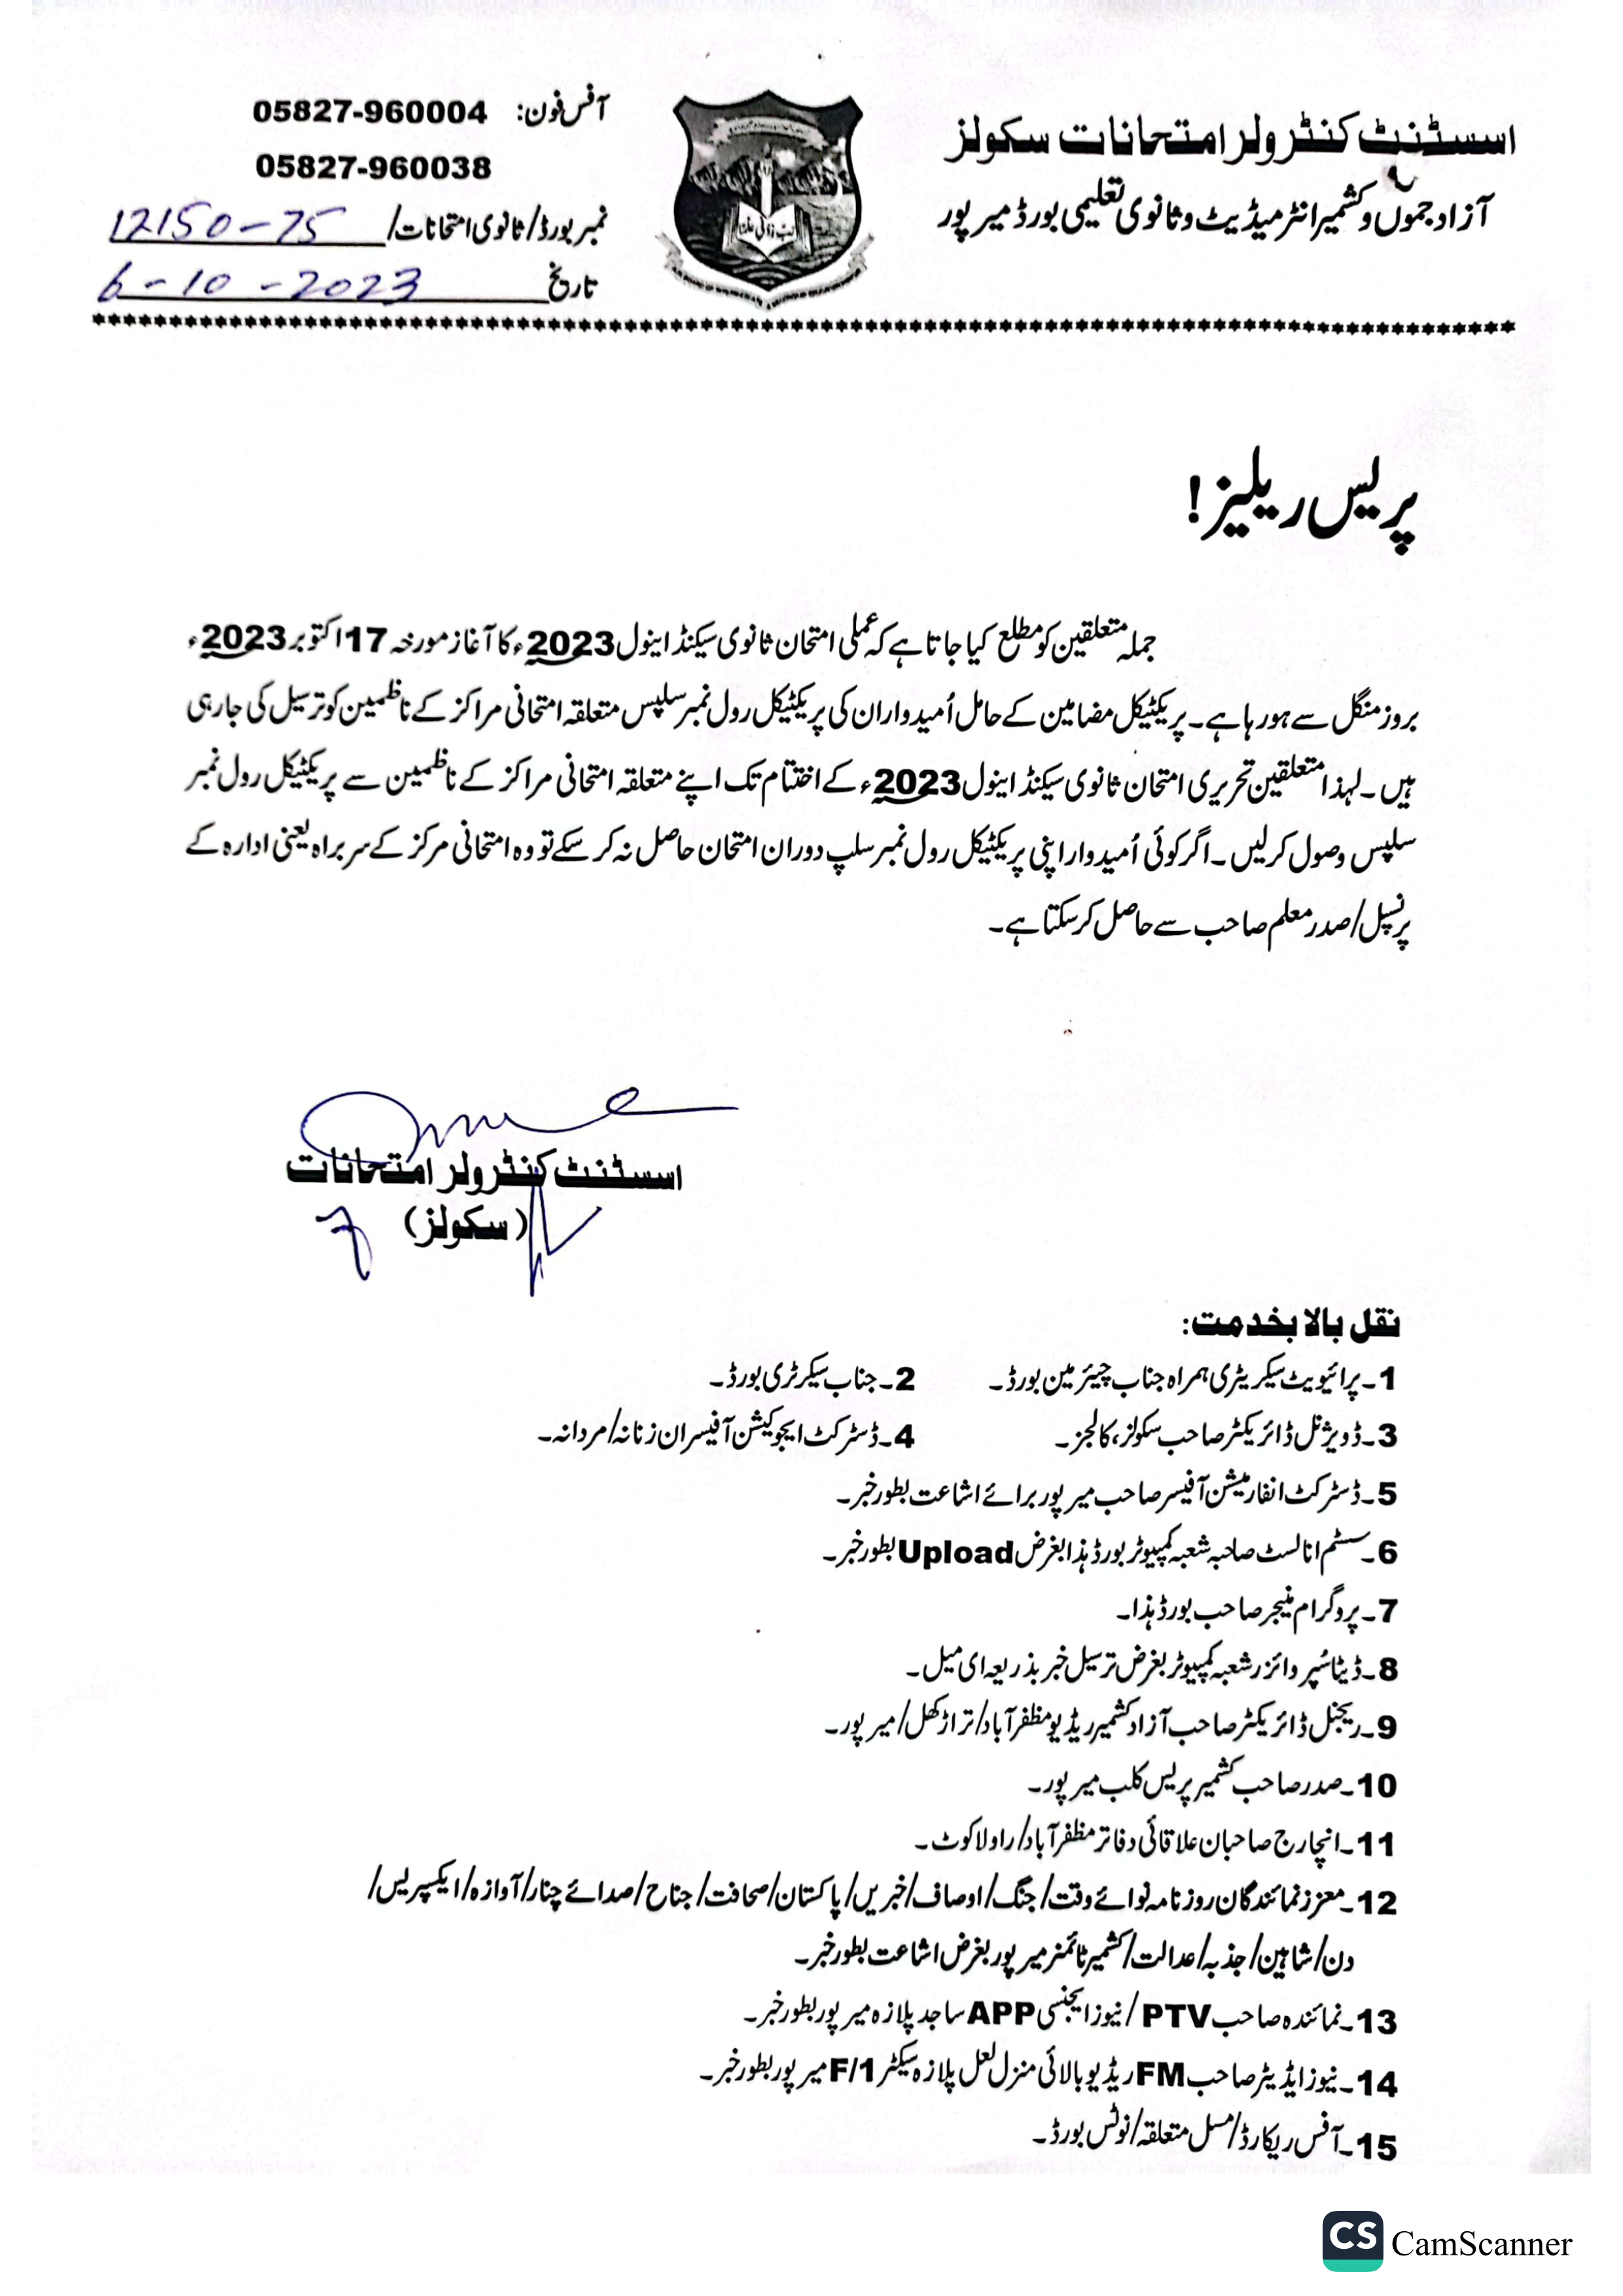 اسسٹنٹ کنٹرولر امتحانات سکولز
آزاد جموں و کشمیر انٹرمیڈیٹ و ثانوی تعلیمی بورڈ میرپور
آفس فون: 05827-960004
05827-960038
نمبر بورڈ/ثانوی امتحانات/ 12150-75
تاریخ 6-10-2023
پریس ریلیز!
جملہ متعلقین کو مطلع کیا جاتا ہے کہ عملی امتحان ثانوی سیکنڈ اینول 2023ء کا آغاز مورخہ 17 اکتوبر 2023ء
بروز منگل سے ہو رہا ہے۔ پریکٹیکل مضامین کے حامل اُمیدواران کی پریکٹیکل رول نمبر سلپس متعلقہ امتحانی مراکز کے ناظمین کو ترسیل کی جا رہی
ہیں۔ لہذا متعلقین تحریری امتحان ثانوی سیکنڈ اینول 2023ء کے اختتام تک اپنے متعلقہ امتحانی مراکز کے ناظمین سے پریکٹیکل رول نمبر
سلپس وصول کر لیں۔ اگر کوئی اُمیدوار اپنی پریکٹیکل رول نمبر سلپ دوران امتحان حاصل نہ کر سکے تو وہ امتحانی مرکز کے سربراہ یعنی ادارہ کے
پرنسپل/صدر معلم صاحب سے حاصل کر سکتا ہے۔
اسسٹنٹ کنٹرولر امتحانات
(سکولز)
نقل بالا بخدمت:
1۔ پرائیویٹ سیکریٹری ہمراہ جناب چیئرمین بورڈ۔ 2۔ جناب سیکرٹری بورڈ۔
3۔ ڈویژنل ڈائریکٹر صاحب سکولز، کالجز۔ 4۔ ڈسٹرکٹ ایجوکیشن آفیسران زنانہ/مردانہ۔
5۔ ڈسٹرکٹ انفارمیشن آفیسر صاحب میرپور برائے اشاعت بطور خبر۔
6۔ سسٹم انالسٹ صاحبہ شعبہ کمپیوٹر بورڈ ہذا بغرض Upload بطور خبر۔
7۔ پروگرام منیجر صاحب بورڈ ہذا۔
8۔ ڈیٹا سُپروائزر شعبہ کمپیوٹر بغرض ترسیل خبر بذریعہ ای میل۔
9۔ ریجنل ڈائریکٹر صاحب آزاد کشمیر ریڈیو مظفرآباد/تراڑکھل/میرپور۔
10۔ صدر صاحب کشمیر پریس کلب میرپور۔
11۔ انچارج صاحبان علاقائی دفاتر مظفرآباد/راولاکوٹ۔
12۔ معزز نمائندگان روزنامہ نوائے وقت/جنگ/اوصاف/خبریں/پاکستان/صحافت/جناح/صدائے چنار/آوازہ/ایکسپریس/
دن/شاہین/جذبہ/عدالت/کشمیر ٹائمز میرپور بغرض اشاعت بطور خبر۔
13۔ نمائندہ صاحب PTV/نیوز ایجنسی APP ساجد پلازہ میرپور بطور خبر۔
14۔ نیوز ایڈیٹر صاحب FM ریڈیو بالائی منزل لعل پلازہ سیکٹر F/1 میرپور بطور خبر۔
15۔ آفس ریکارڈ/مسل متعلقہ/نوٹس بورڈ۔
CS CamScanner